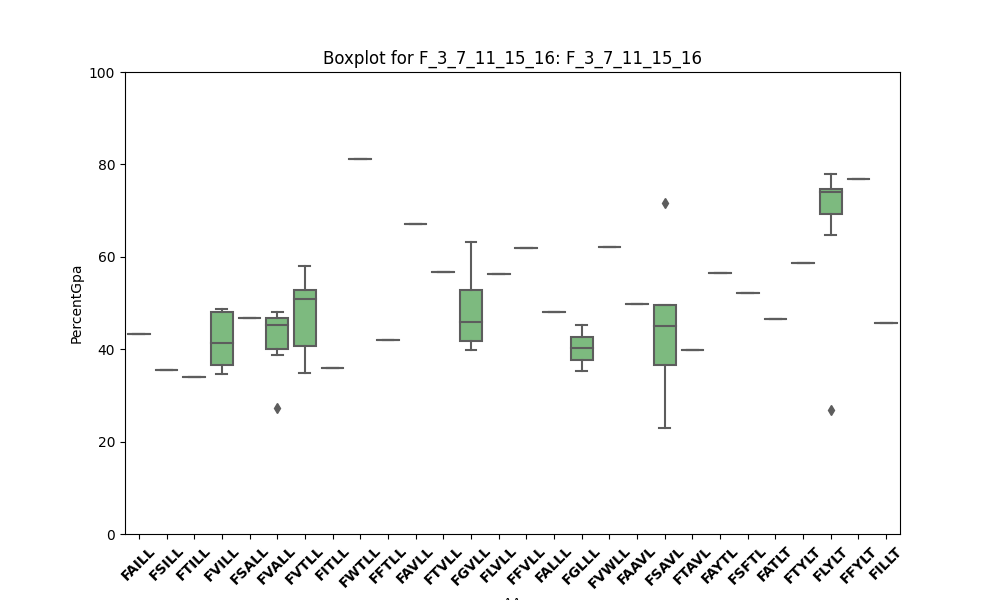 Boxplot for F_3_7_11_15_16: F_3_7_11_15_16
100
80
60
40
20
0
PercentGpa
FAILL FSILL FTILL FVILL FSALL FVALL FVTLL FITLL FWTLL FFTLL FAVLL FTVLL FGVLL FLVLL FFVLL FALLL FGLLL FVWLL FAAVL FSAVL FTAVL FAYTL FSFTL FATLT FTYLT FLYLT FFYLT FILLT